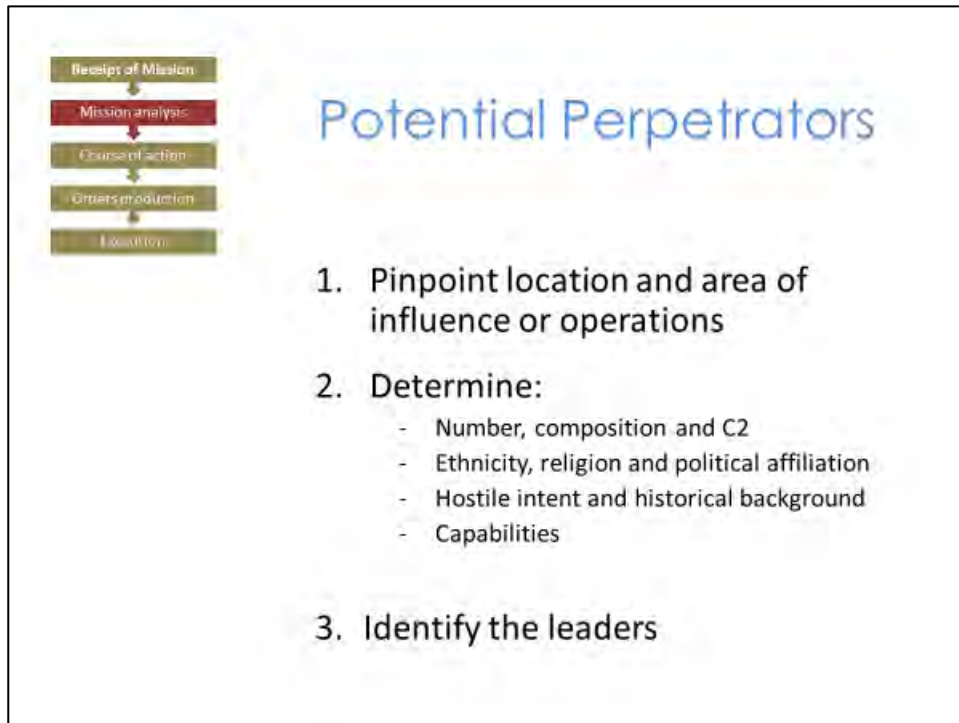 Receipt of Mission
Mission analysis
Course of action
Orders production
Execution
Potential Perpetrators
1. Pinpoint location and area of
influence or operations
2. Determine:
- Number, composition and C2
- Ethnicity, religion and political affiliation
- Hostile intent and historical background
- Capabilities
3. Identify the leaders